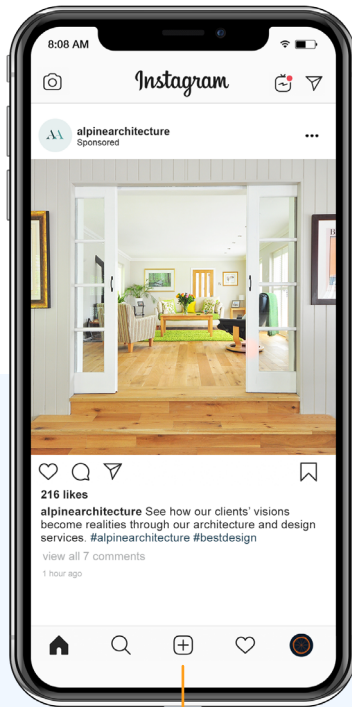 8:08 AM
Instagram
AA
alpinearchitecture
Sponsored
216 likes
alpinearchitecture See how our clients’ visions
become realities through our architecture and design
services. #alpinearchitecture #bestdesign
view all 7 comments
1 hour ago